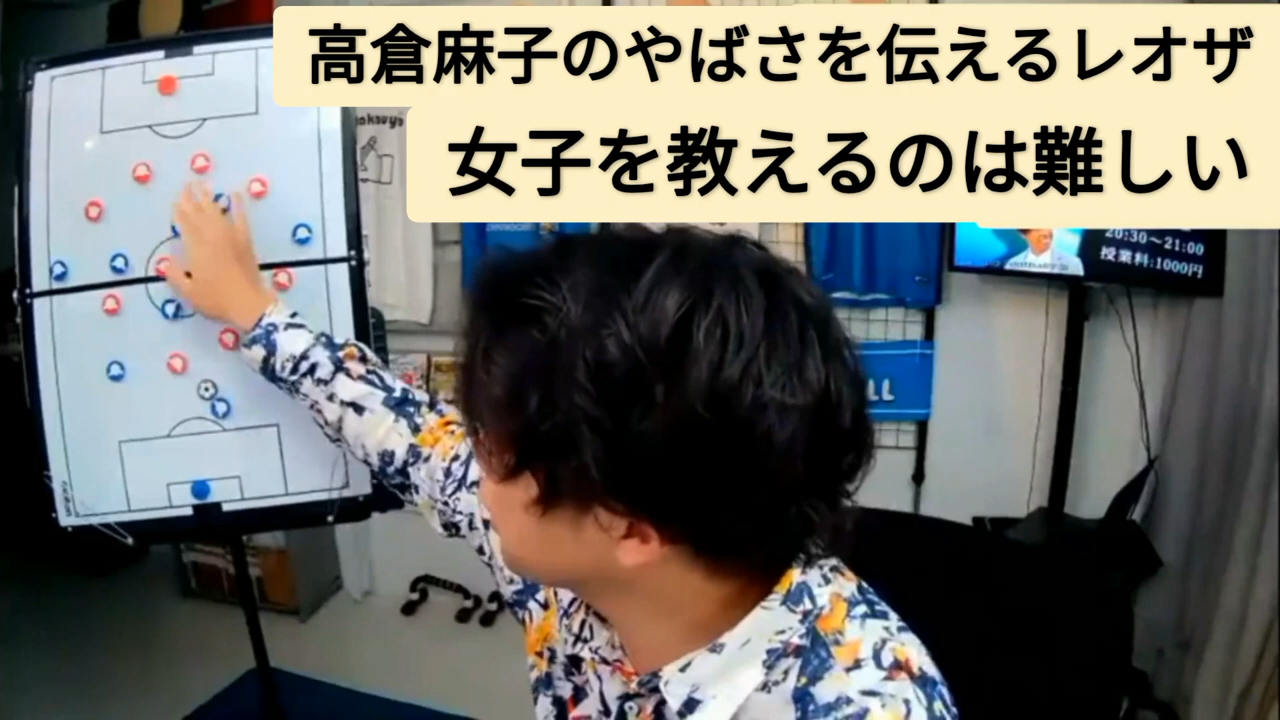 高倉麻子のやばさを伝えるレオザ
女子を教えるのは難しい
20:30～21:00
授業料:1000円